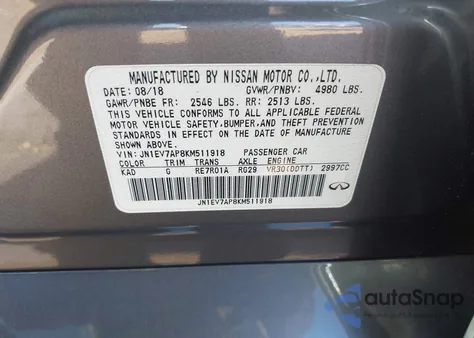 MANUFACTURED BY NISSAN MOTOR CO.,LTD.
DATE: 08/18 GVWR/PNBV: 4980 LBS.
GAWR/PNBE FR: 2546 LBS. RR: 2513 LBS.
THIS VEHICLE CONFORMS TO ALL APPLICABLE FEDERAL
MOTOR VEHICLE SAFETY,BUMPER,AND THEFT PREVENTION
STANDARDS IN EFFECT ON THE DATE OF MANUFACTURE
SHOWN ABOVE.
VIN: JN1EV7AP8KM511918 PASSENGER CAR
COLOR TRIM TRANS AXLE ENGINE
KAD G RE7R01A RG29 VR30(DDTT) 2997CC
JN1EV7AP8KM511918
autoSnap